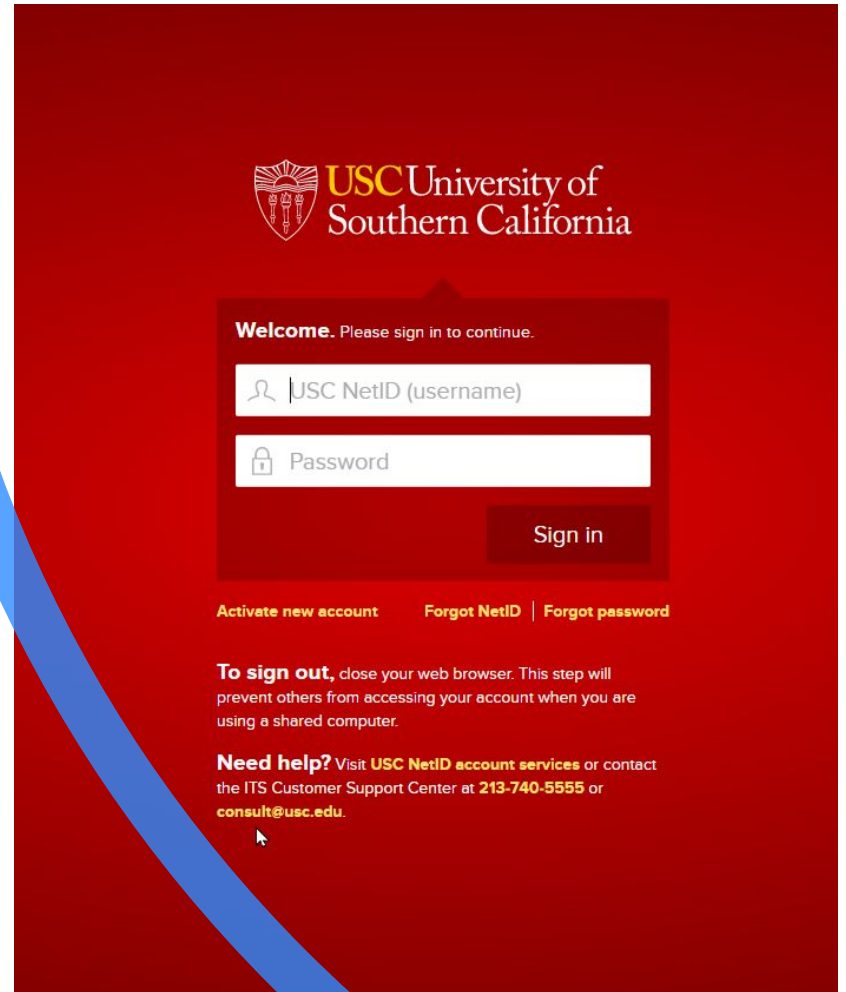 USC University of
Southern California
Welcome. Please sign in to continue.
USC NetID (username)
Password
Sign in
Activate new account Forgot NetID | Forgot password
To sign out, close your web browser. This step will
prevent others from accessing your account when you are
using a shared computer.
Need help? Visit USC NetID account services or contact
the ITS Customer Support Center at 213-740-5555 or
consult@usc.edu.